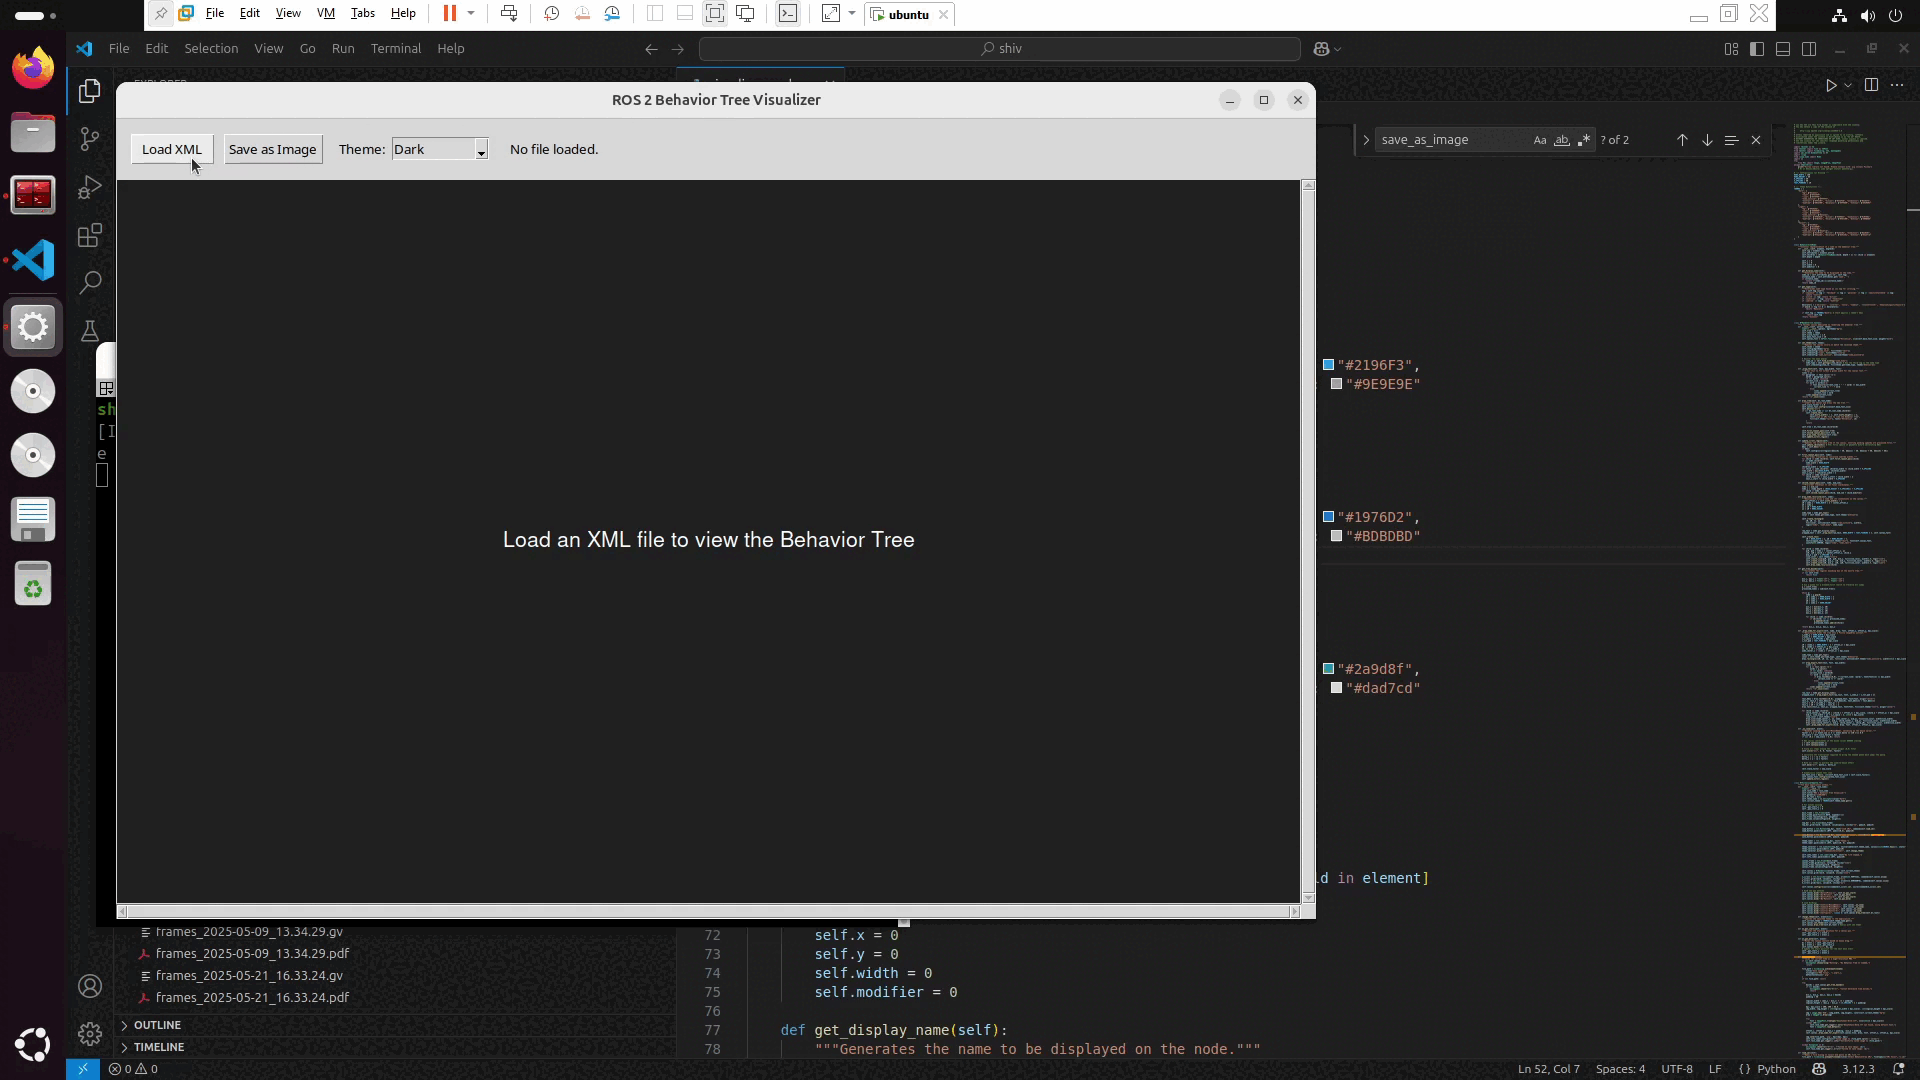 File Edit View VM Tabs Help
ubuntu
File Edit Selection View Go Run Terminal Help
shiv
ROS 2 Behavior Tree Visualizer
Load XML Save as Image Theme: Dark No file loaded.
save_as_image Aa ab .* ? of 2
Load an XML file to view the Behavior Tree
sh
[I
e
"#2196F3",
"#9E9E9E"
"#1976D2",
"#BDBDBD"
"#2a9d8f",
"#dad7cd"
ld in element]
frames_2025-05-09_13.34.29.gv
frames_2025-05-09_13.34.29.pdf
frames_2025-05-21_16.33.24.gv
frames_2025-05-21_16.33.24.pdf
OUTLINE
TIMELINE
72 self.x = 0
73 self.y = 0
74 self.width = 0
75 self.modifier = 0
76
77 def get_display_name(self):
78 """Generates the name to be displayed on the node."""
0 0 Ln 52, Col 7 Spaces: 4 UTF-8 LF {} Python 3.12.3